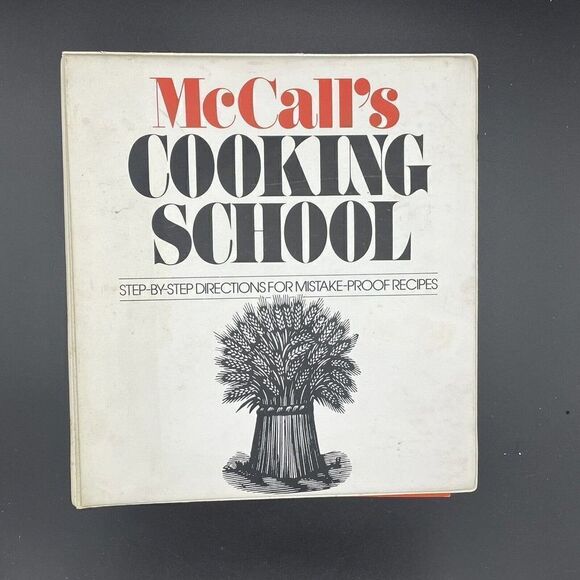 McCall's
COOKING
SCHOOL
STEP-BY-STEP DIRECTIONS FOR MISTAKE-PROOF RECIPES